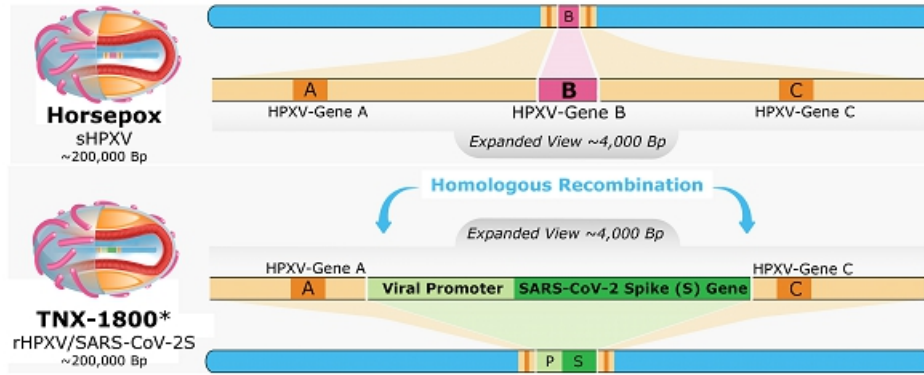 B
A
B
C
HPXV-Gene A
HPXV-Gene B
HPXV-Gene C
Horsepox
sHPXV
~200,000 Bp
Expanded View ~4,000 Bp
Homologous Recombination
Expanded View ~4,000 Bp
HPXV-Gene A
HPXV-Gene C
A
Viral Promoter
SARS-CoV-2 Spike (S) Gene
C
TNX-1800*
rHPXV/SARS-CoV-2S
~200,000 Bp
P
S